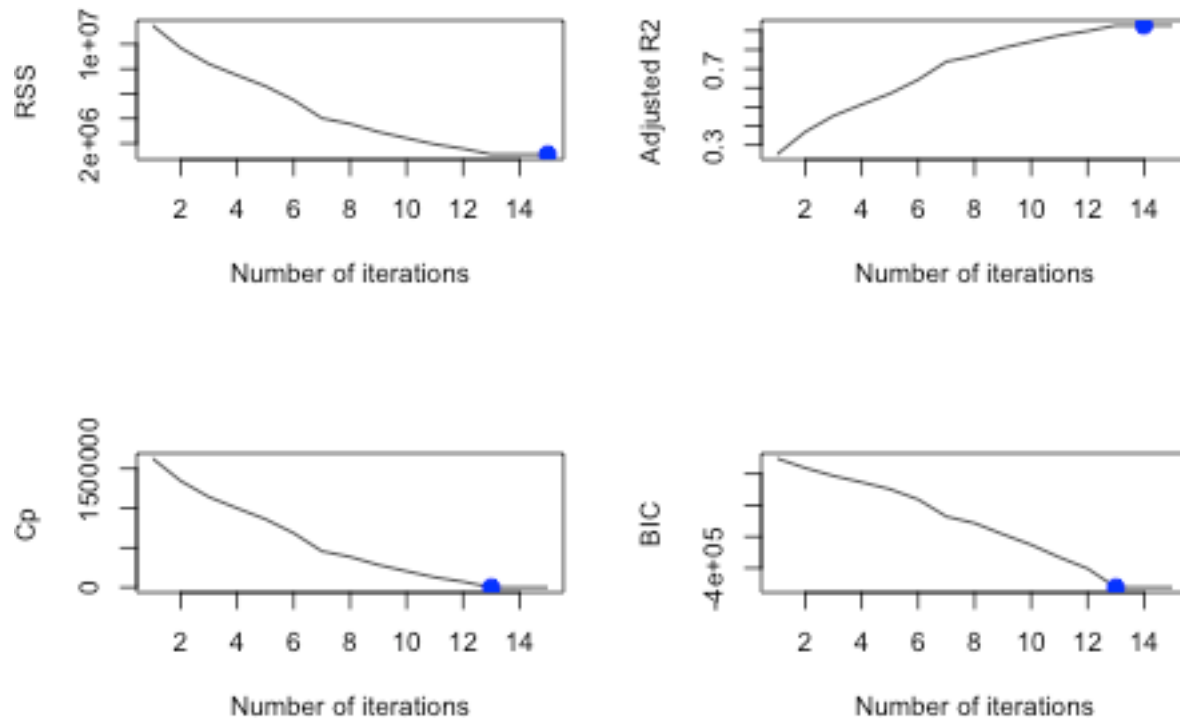 RSS
1e+07
2e+06
2 4 6 8 10 12 14
Number of iterations
Adjusted R2
0.7
0.3
2 4 6 8 10 12 14
Number of iterations
Cp
1500000
0
2 4 6 8 10 12 14
Number of iterations
BIC
-4e+05
2 4 6 8 10 12 14
Number of iterations